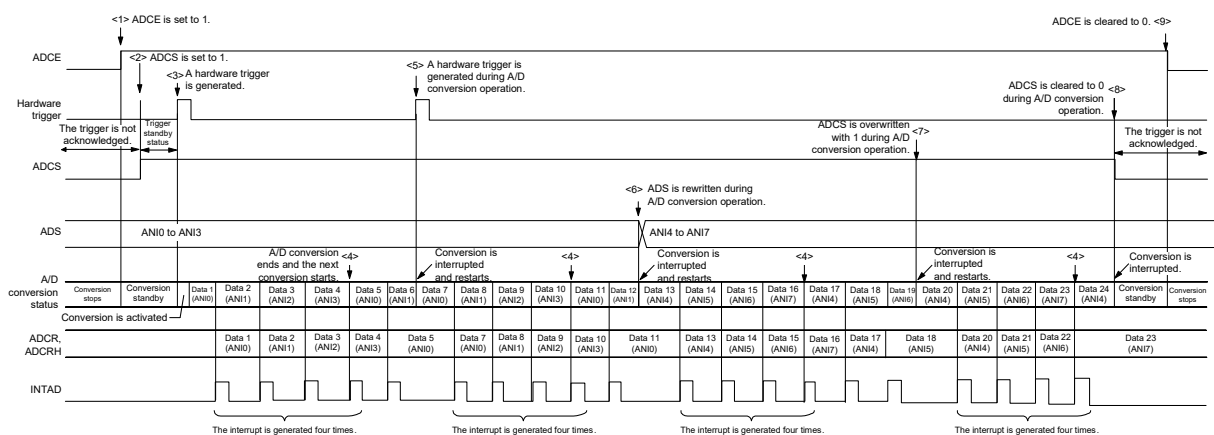 <1> ADCE is set to 1.
ADCE is cleared to 0. <9>
ADCE
<2> ADCS is set to 1.
<3> A hardware trigger
is generated.
<5> A hardware trigger is
generated during A/D
conversion operation.
ADCS is cleared to 0 <8>
during A/D conversion
operation.
Hardware
trigger
The trigger is not
acknowledged.
Trigger
standby
status
ADCS is overwritten
with 1 during A/D <7>
conversion operation.
The trigger is not
acknowledged.
ADCS
<6> ADS is rewritten during
A/D conversion operation.
ADS
ANI0 to ANI3
ANI4 to ANI7
A/D conversion
ends and the next <4>
conversion starts.
Conversion is
interrupted
and restarts.
<4>
Conversion is
interrupted
and restarts.
<4>
Conversion is
interrupted
and restarts.
<4>
Conversion is
interrupted.
A/D
conversion
status
Conversion
stops
Conversion
standby
Data 1
(ANI0)
Data 2
(ANI1)
Data 3
(ANI2)
Data 4
(ANI3)
Data 5
(ANI0)
Data 6
(ANI1)
Data 7
(ANI0)
Data 8
(ANI1)
Data 9
(ANI2)
Data 10
(ANI3)
Data 11
(ANI0)
Data 12
(ANI1)
Data 13
(ANI4)
Data 14
(ANI5)
Data 15
(ANI6)
Data 16
(ANI7)
Data 17
(ANI4)
Data 18
(ANI5)
Data 19
(ANI6)
Data 20
(ANI4)
Data 21
(ANI5)
Data 22
(ANI6)
Data 23
(ANI7)
Data 24
(ANI4)
Conversion
standby
Conversion
stops
Conversion is activated
ADCR,
ADCRH
Data 1
(ANI0)
Data 2
(ANI1)
Data 3
(ANI2)
Data 4
(ANI3)
Data 5
(ANI0)
Data 7
(ANI0)
Data 8
(ANI1)
Data 9
(ANI2)
Data 10
(ANI3)
Data 11
(ANI0)
Data 13
(ANI4)
Data 14
(ANI5)
Data 15
(ANI6)
Data 16
(ANI7)
Data 17
(ANI4)
Data 18
(ANI5)
Data 20
(ANI4)
Data 21
(ANI5)
Data 22
(ANI6)
Data 23
(ANI7)
INTAD
The interrupt is generated four times.
The interrupt is generated four times.
The interrupt is generated four times.
The interrupt is generated four times.